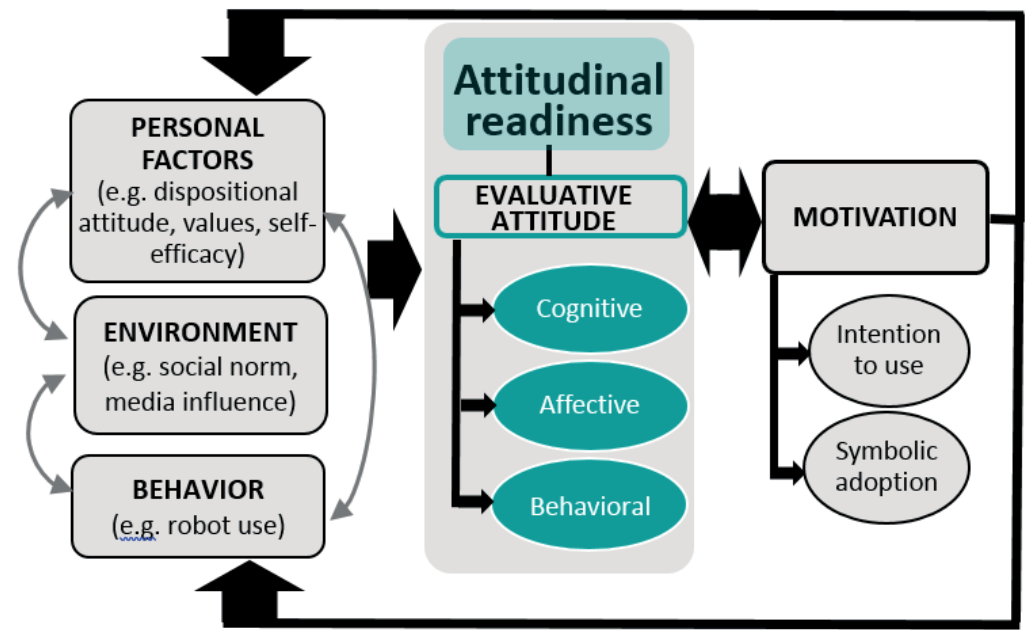 Attitudinal
readiness
PERSONAL
FACTORS
(e.g. dispositional
attitude, values, self-
efficacy)
ENVIRONMENT
(e.g. social norm,
media influence)
BEHAVIOR
(e.g. robot use)
EVALUATIVE
ATTITUDE
Cognitive
Affective
Behavioral
MOTIVATION
Intention
to use
Symbolic
adoption